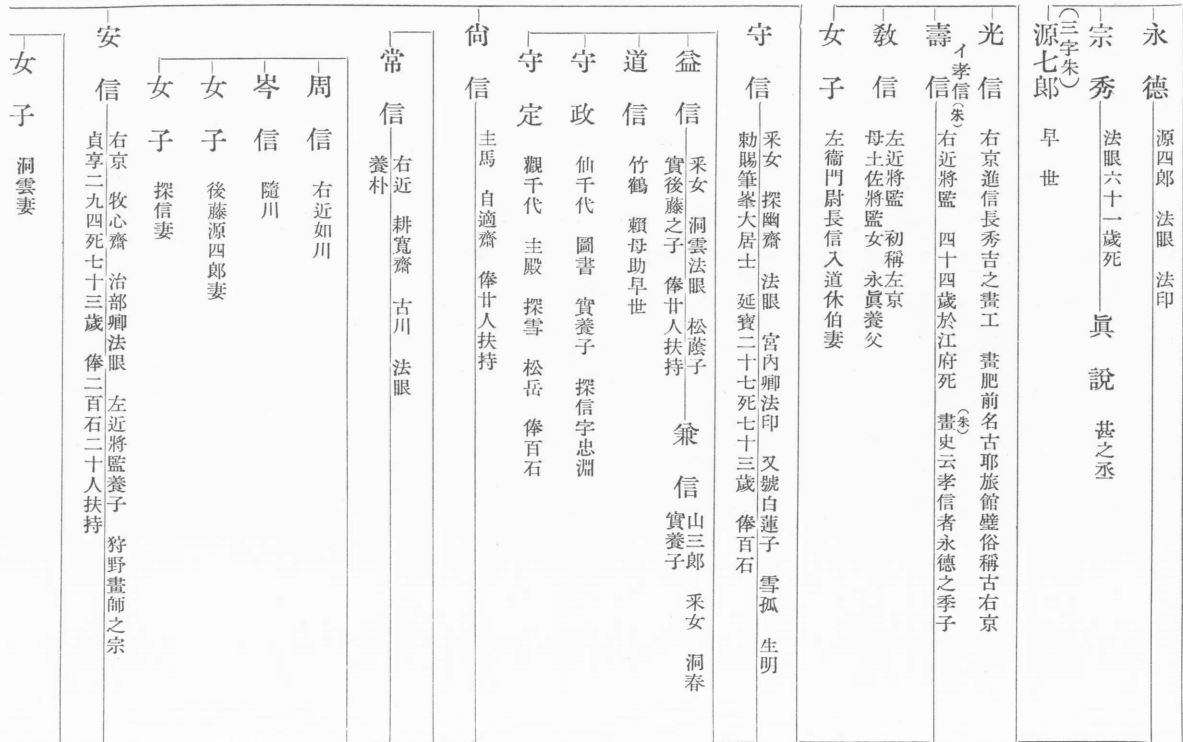 永德 源四郎 法眼 法印
宗秀 法眼六十一歳死
眞說 甚之丞
源七郎 早世
(三字朱)
光信 右京進信長秀吉之畫工 畫肥前名古耶旅館壁俗稱古右京
壽信 右近將監 四十四歳於江府死 畫史云孝信者永德之季子
イ孝信(朱)
(朱)
敎信 左近將監 初稱左京
母土佐將監女 永眞養父
女子 左衞門尉長信入道休伯妻
守信 釆女 探幽齋 法眼 宮內卿法印 又號白蓮子 雪孤 生明
勅賜筆峯大居士 延寶二十七死七十三歳 俸百石
益信 釆女 洞雲法眼 松蔭子
實後藤之子 俸廿人扶持
兼信 山三郎 釆女 洞春
實養子
道信 竹鶴 賴母助早世
守政 仙千代 圖書 實養子 探信字忠淵
守定 觀千代 主殿 探雪 松岳 俸百石
尙信 主馬 自適齋 俸廿人扶持
常信 右近 耕寬齋 古川 法眼
養朴
周信 右近如川
岑信 隨川
女子 後藤源四郎妻
女子 探信妻
安信 右京 牧心齋 治部卿法眼 左近將監養子 狩野畫師之宗
貞享二九四死七十三歳 俸二百石二十人扶持
女子 洞雲妻